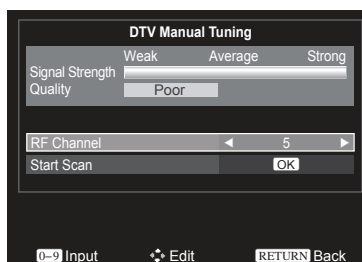 DTV Manual Tuning
Weak Average Strong
Signal Strength
Quality Poor
RF Channel 5
Start Scan OK
0–9 Input Edit RETURN Back